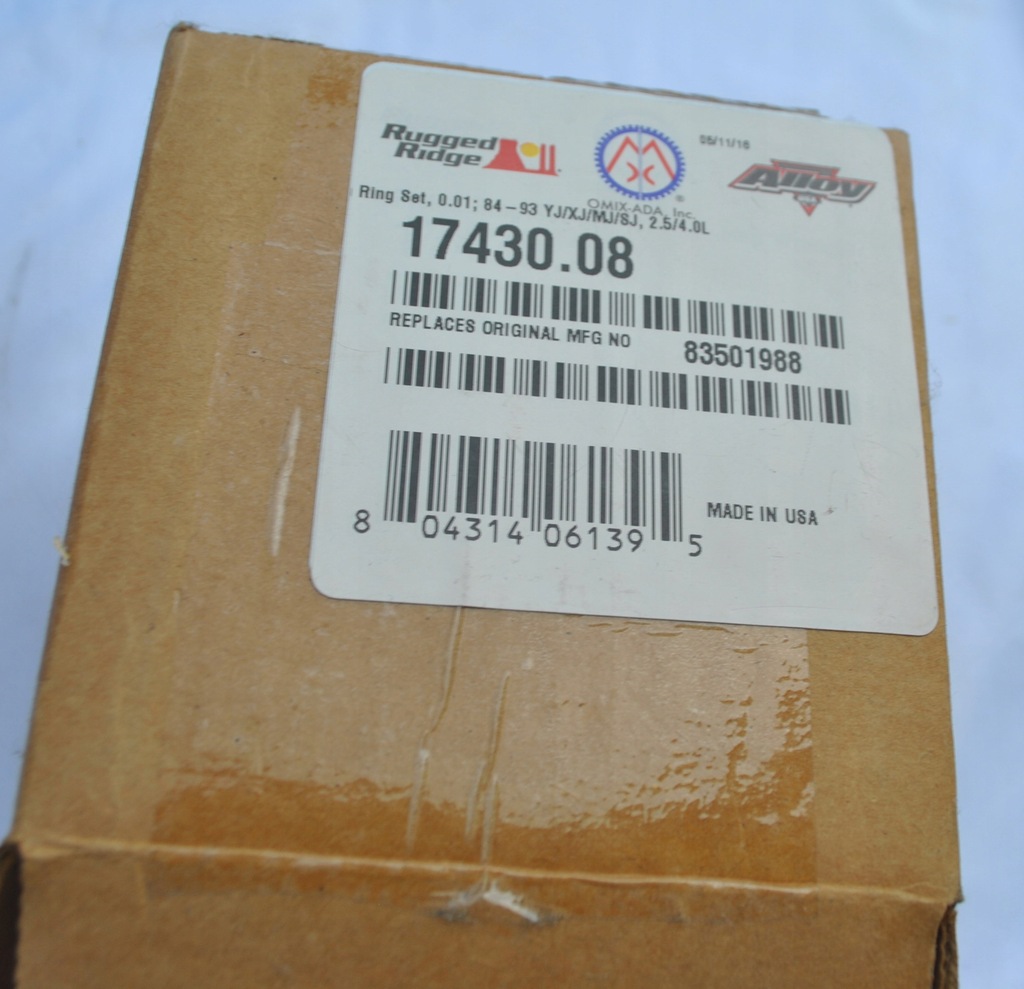 Rugged
Ridge
OMIX-ADA, Inc.
Alloy
USA
Ring Set, 0.01; 84-93 YJ/XJ/MJ/SJ, 2.5/4.0L
17430.08
REPLACES ORIGINAL MFG NO 83501988
8 04314 06139 5
MADE IN USA